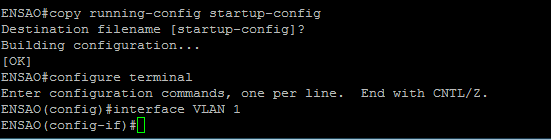 ENSAO#copy running-config startup-config
Destination filename [startup-config]?
Building configuration...
[OK]
ENSAO#configure terminal
Enter configuration commands, one per line.  End with CNTL/Z.
ENSAO(config)#interface VLAN 1
ENSAO(config-if)#